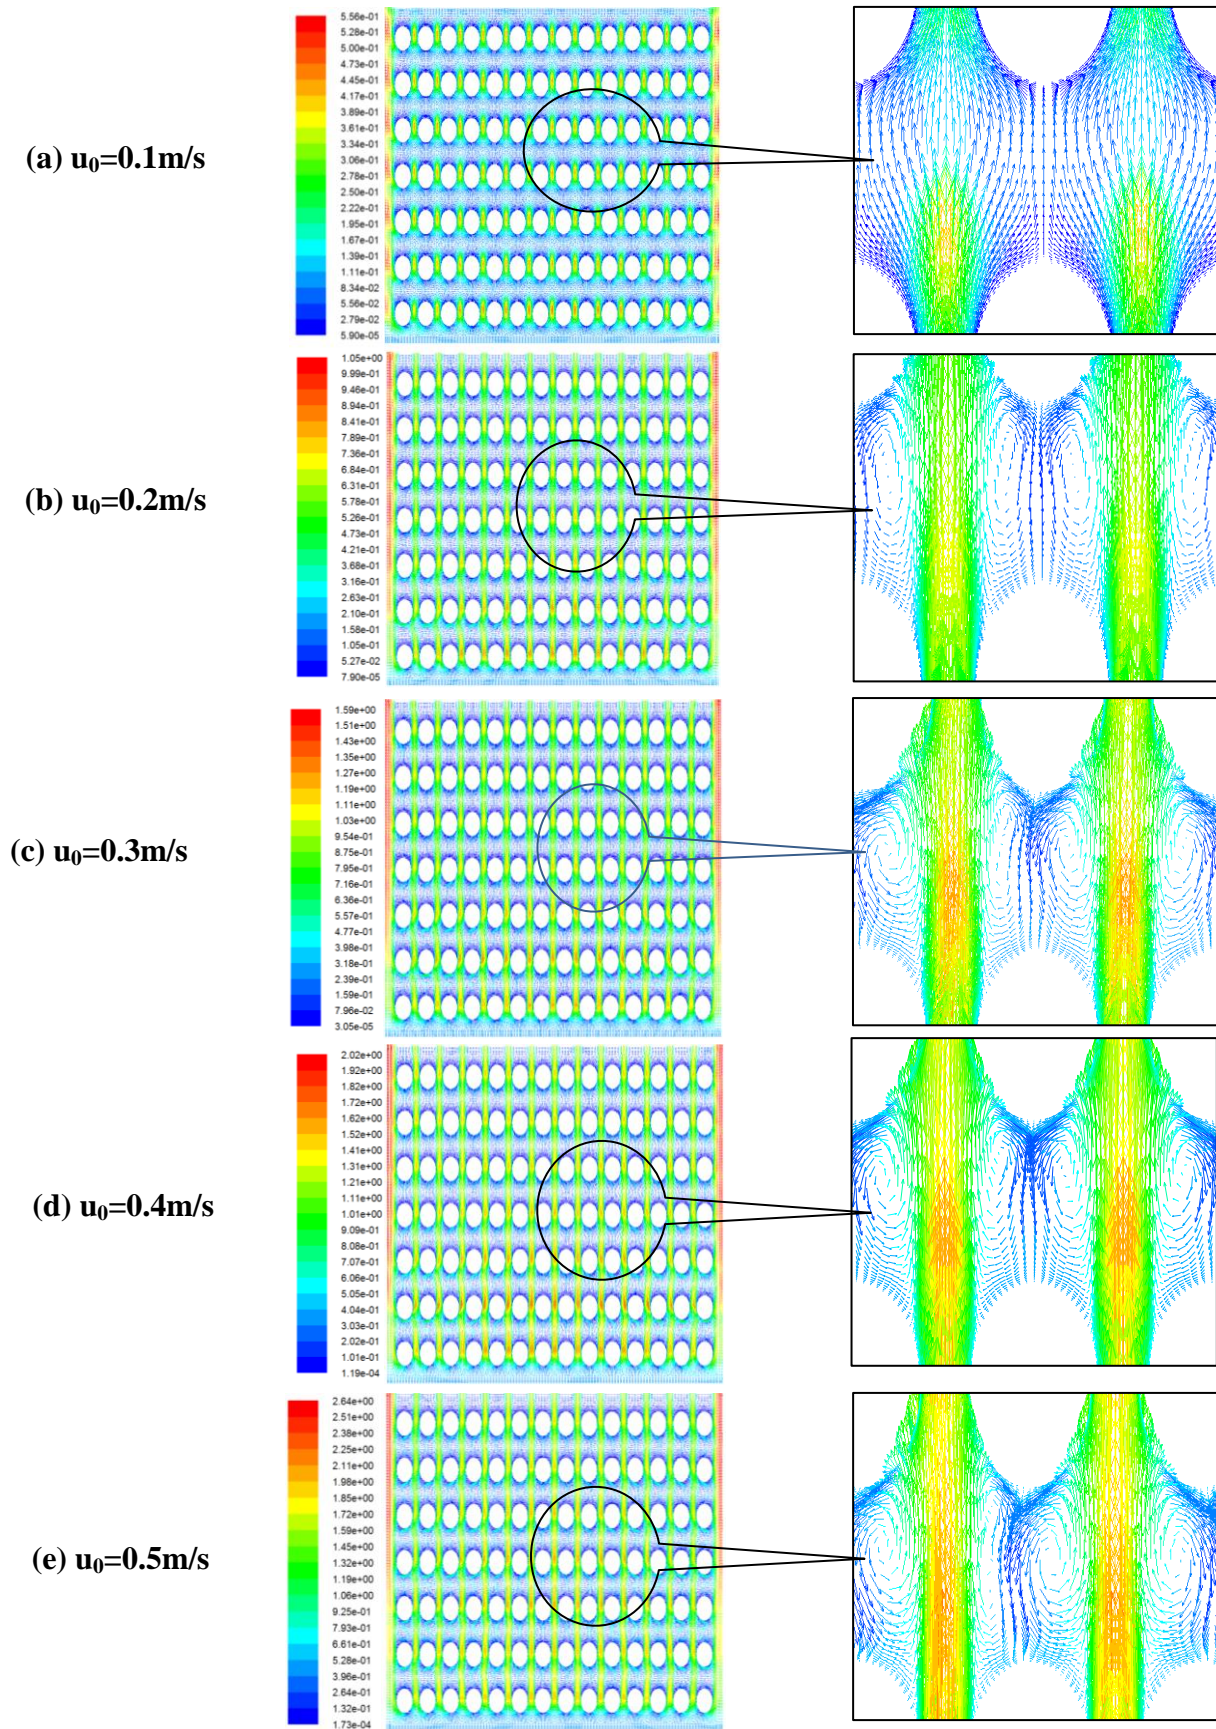 5.56e-01
5.28e-01
5.00e-01
4.73e-01
4.45e-01
4.17e-01
3.89e-01
3.61e-01
3.34e-01
3.06e-01
2.78e-01
2.50e-01
2.22e-01
1.95e-01
1.67e-01
1.39e-01
1.11e-01
8.34e-02
5.56e-02
2.79e-02
5.90e-05
(a) u₀=0.1m/s
1.05e+00
9.99e-01
9.46e-01
8.94e-01
8.41e-01
7.89e-01
7.36e-01
6.84e-01
6.31e-01
5.78e-01
5.26e-01
4.73e-01
4.21e-01
3.68e-01
3.16e-01
2.63e-01
2.10e-01
1.58e-01
1.05e-01
5.27e-02
7.90e-05
(b) u₀=0.2m/s
1.59e+00
1.51e+00
1.43e+00
1.35e+00
1.27e+00
1.19e+00
1.11e+00
1.03e+00
9.54e-01
8.75e-01
7.95e-01
7.16e-01
6.36e-01
5.57e-01
4.77e-01
3.98e-01
3.18e-01
2.39e-01
1.59e-01
7.96e-02
3.05e-05
(c) u₀=0.3m/s
2.02e+00
1.92e+00
1.82e+00
1.72e+00
1.62e+00
1.52e+00
1.41e+00
1.31e+00
1.21e+00
1.11e+00
1.01e+00
9.09e-01
8.08e-01
7.07e-01
6.06e-01
5.05e-01
4.04e-01
3.03e-01
2.02e-01
1.01e-01
1.19e-04
(d) u₀=0.4m/s
2.64e+00
2.51e+00
2.38e+00
2.25e+00
2.11e+00
1.98e+00
1.85e+00
1.72e+00
1.59e+00
1.45e+00
1.32e+00
1.19e+00
1.06e+00
9.25e-01
7.93e-01
6.61e-01
5.28e-01
3.96e-01
2.64e-01
1.32e-01
1.73e-04
(e) u₀=0.5m/s